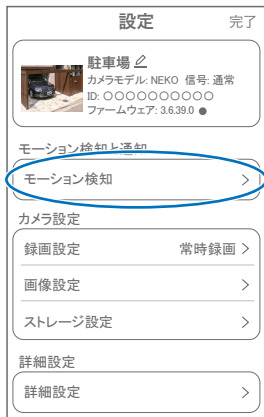 設定 完了
駐車場
カメラモデル: NEKO 信号: 通常
ID: 〇〇〇〇〇〇〇〇〇〇
ファームウェア: 3.6.39.0 ●
モーション検知と通知
モーション検知 >
カメラ設定
録画設定 常時録画 >
画像設定 >
ストレージ設定 >
詳細設定
詳細設定 >